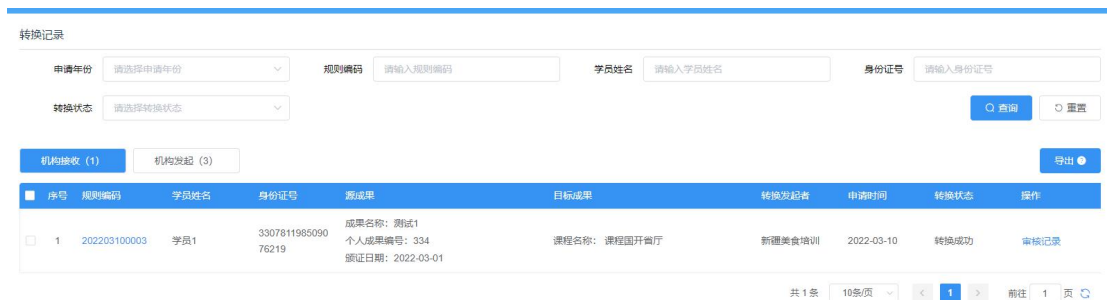 转换记录
申请年份 请选择申请年份 规则编码 请输入规则编码 学员姓名 请输入学员姓名 身份证号 请输入身份证号
转换状态 请选择转换状态 查询 重置
机构接收（1） 机构发起（3） 导出
序号 规则编码 学员姓名 身份证号 源成果 目标成果 转换发起者 申请时间 转换状态 操作
成果名称：测试1
1 202203100003 学员1 3307811985090 个人成果编号：334 课程名称： 课程国开省厅 新疆美食培训 2022-03-10 转换成功 审核记录
76219
颁证日期：2022-03-01
共1条 10条/页 1 前往 1 页